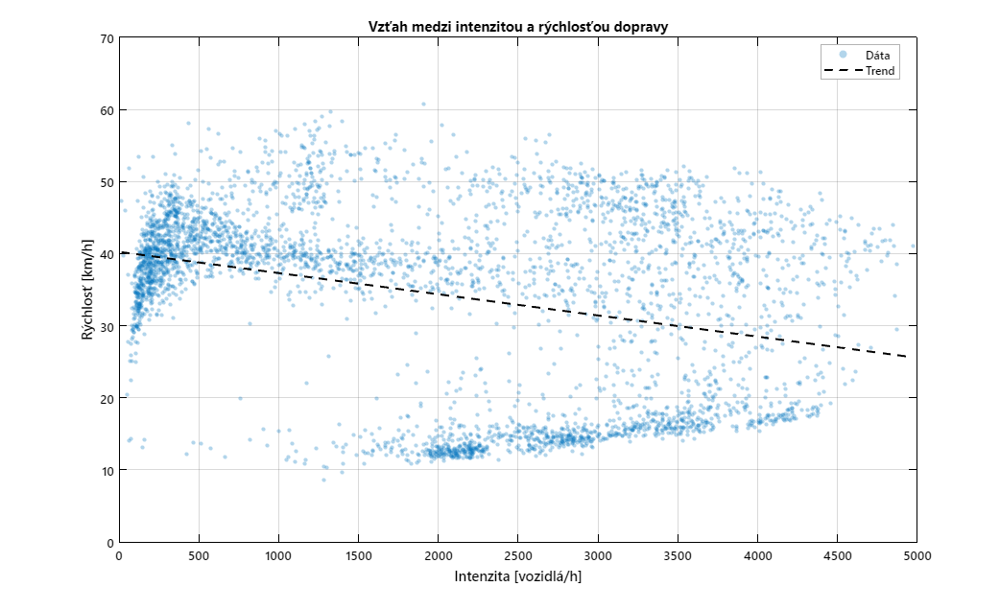 Vzťah medzi intenzitou a rýchlosťou dopravy
Dáta
Trend
70
60
50
40
30
20
10
0
Rýchlosť [km/h]
0 500 1000 1500 2000 2500 3000 3500 4000 4500 5000
Intenzita [vozidlá/h]